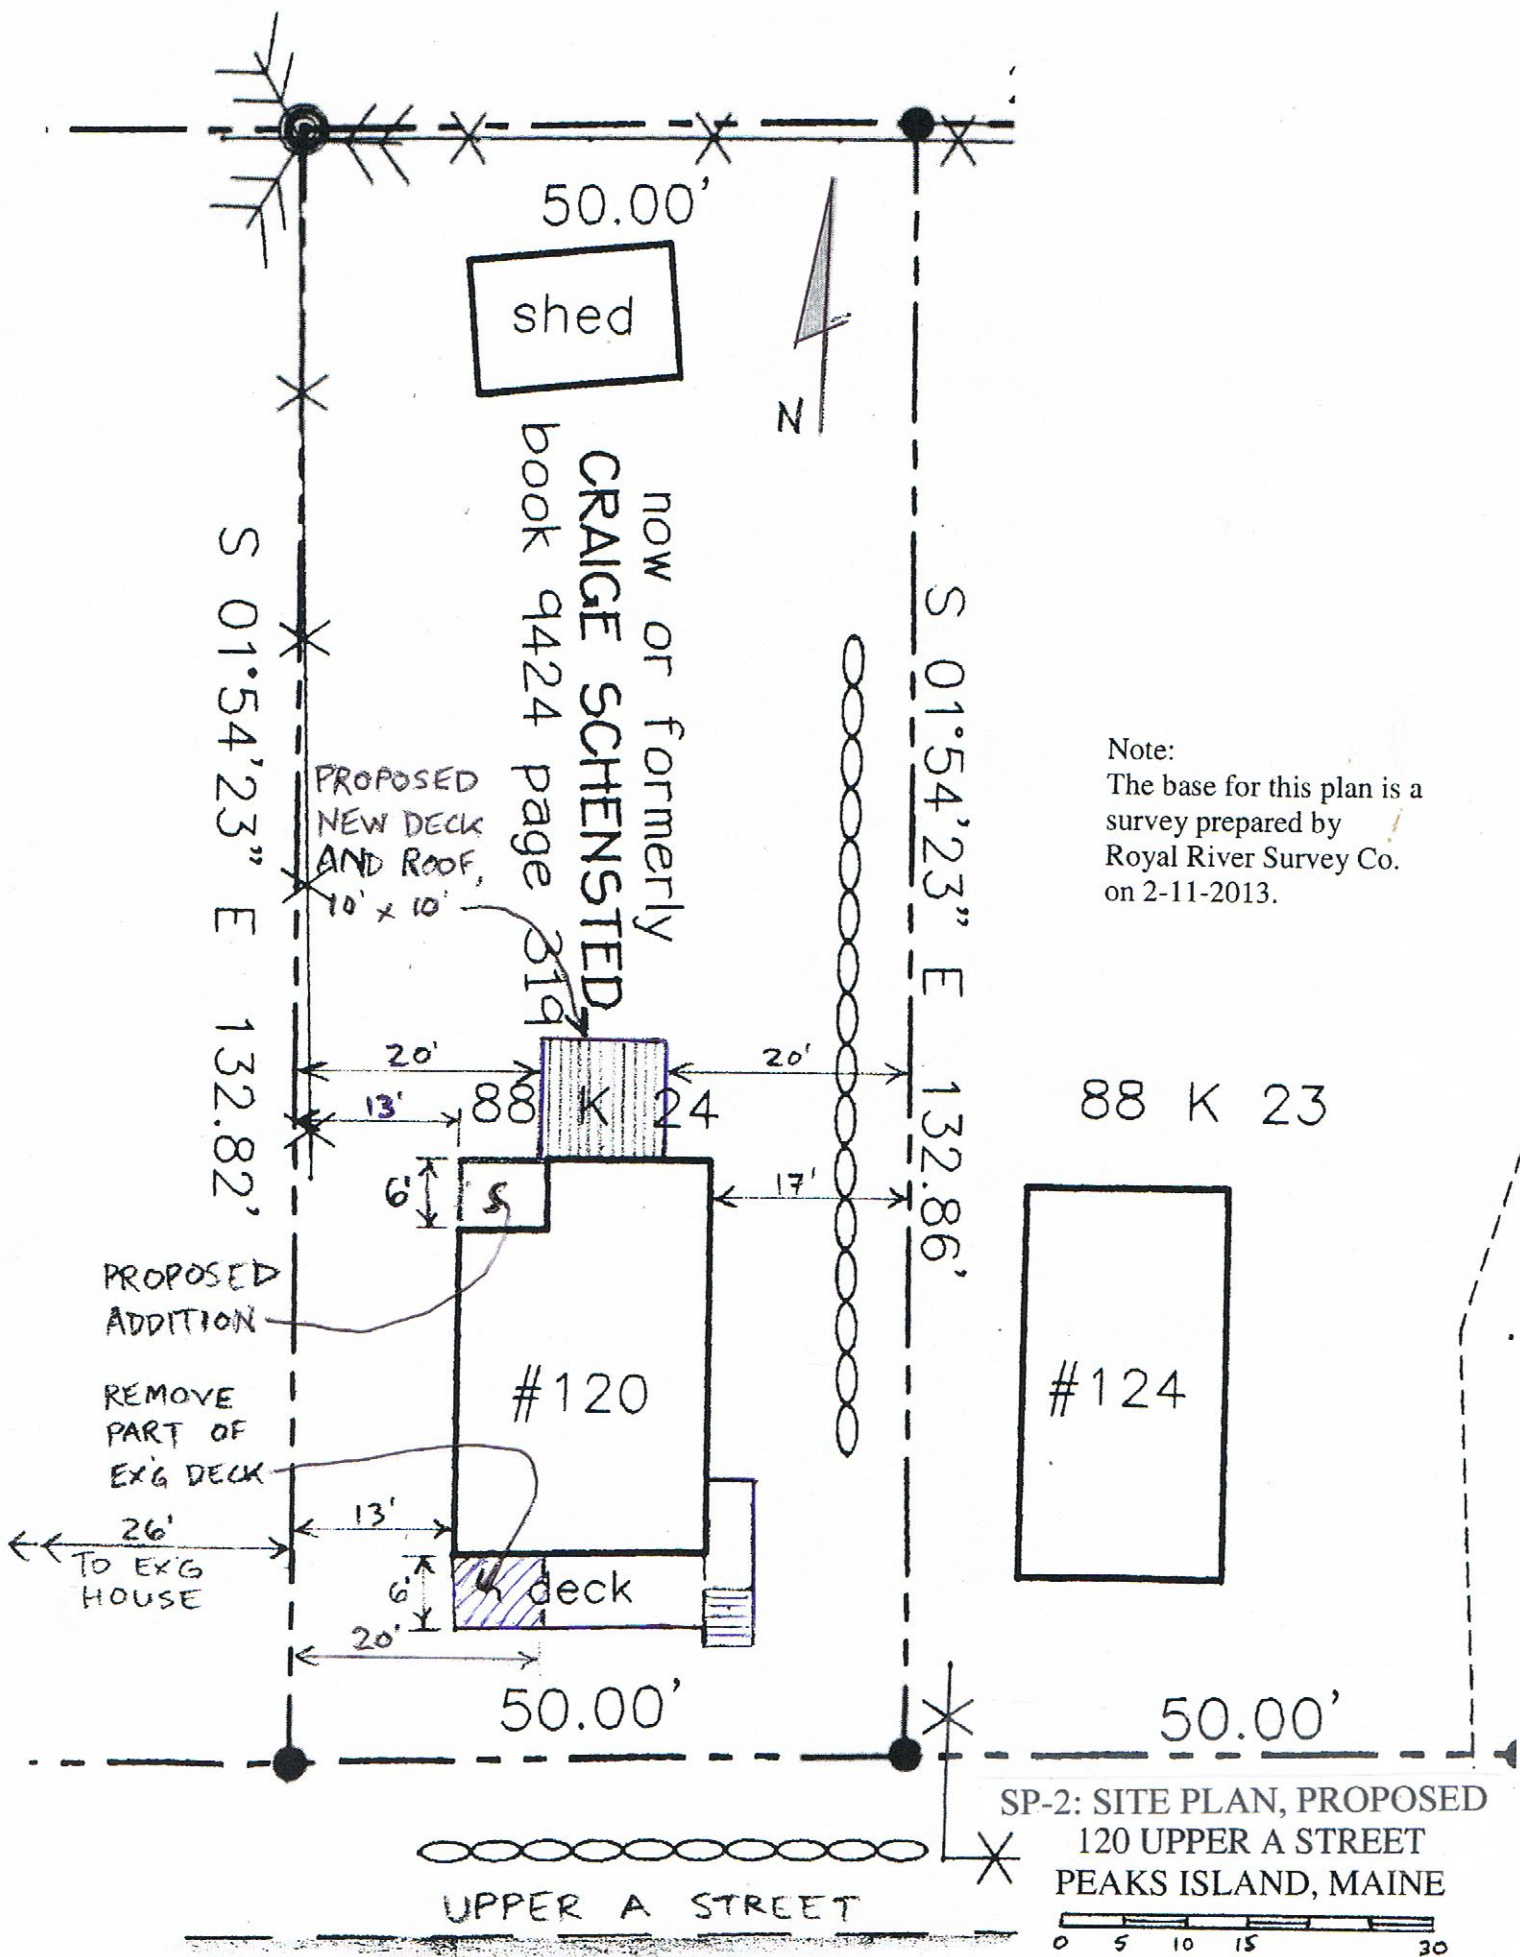 50.00'
shed
N
now or formerly
CRAIGE SCHENSTED
book 9424 page 319
S 01°54'23" E 132.82'
S 01°54'23" E 132.86'
Note:
The base for this plan is a
survey prepared by
Royal River Survey Co.
on 2-11-2013.
PROPOSED
NEW DECK
AND ROOF,
10' x 10'
20'
20'
13'
88 K 24
88 K 23
6'
17'
PROPOSED
ADDITION
#120
#124
REMOVE
PART OF
EX'G DECK
13'
26'
TO EX'G
HOUSE
6'
deck
20'
50.00'
50.00'
SP-2: SITE PLAN, PROPOSED
120 UPPER A STREET
PEAKS ISLAND, MAINE
UPPER A STREET
0 5 10 15 30